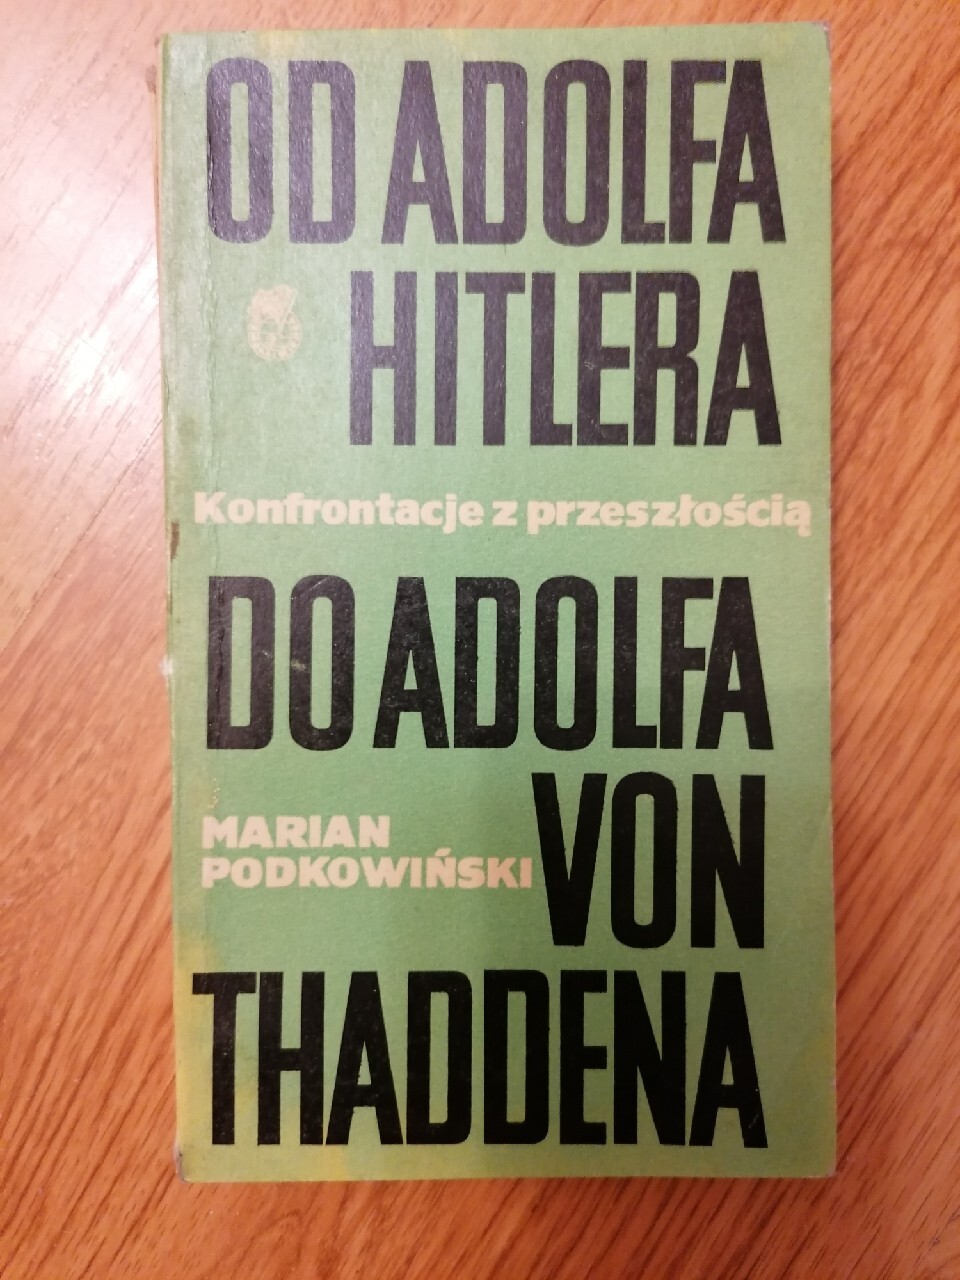 OD ADOLFA
HITLERA
Konfrontacje z przeszłością
DO ADOLFA
VON
MARIAN
PODKOWIŃSKI
THADDENA